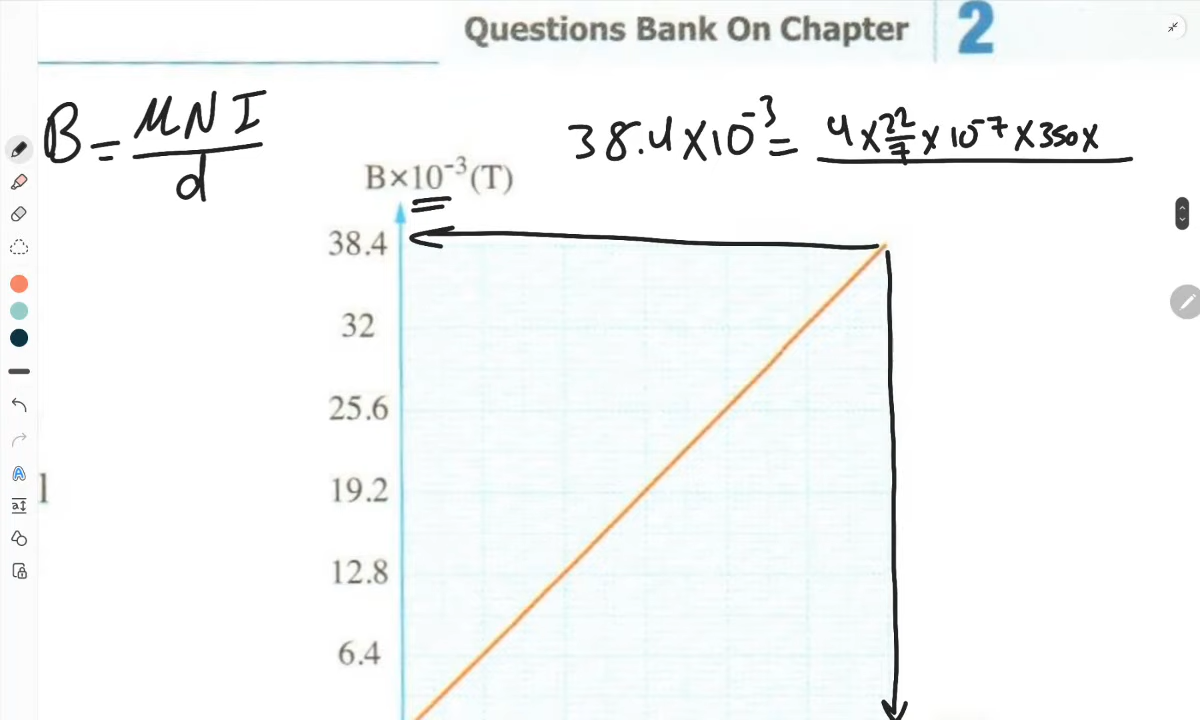 Questions Bank On Chapter 2
B = μNI / d
38.4×10⁻³ = 4×22/7×10⁻⁷×350×
B×10⁻³(T)
38.4
32
25.6
19.2
12.8
6.4